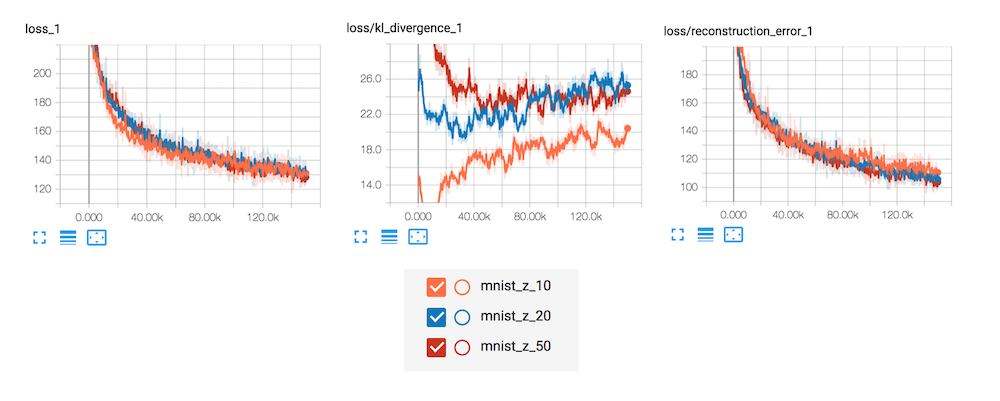 loss_1
200
180
160
140
120
0.000 40.00k 80.00k 120.0k
loss/kl_divergence_1
26.0
22.0
18.0
14.0
0.000 40.00k 80.00k 120.0k
loss/reconstruction_error_1
180
160
140
120
100
0.000 40.00k 80.00k 120.0k
mnist_z_10
mnist_z_20
mnist_z_50